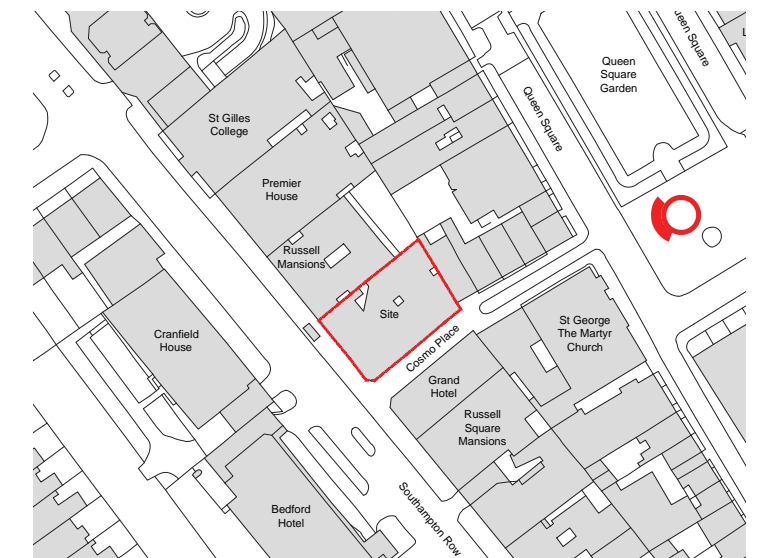 Queen Square
L
Queen
Square
Garden
Queen Square
St Gilles
College
Premier
House
Russell
Mansions
Site
Cosmo Place
St George
The Martyr
Church
Cranfield
House
Grand
Hotel
Russell
Square
Mansions
Southampton Row
Bedford
Hotel